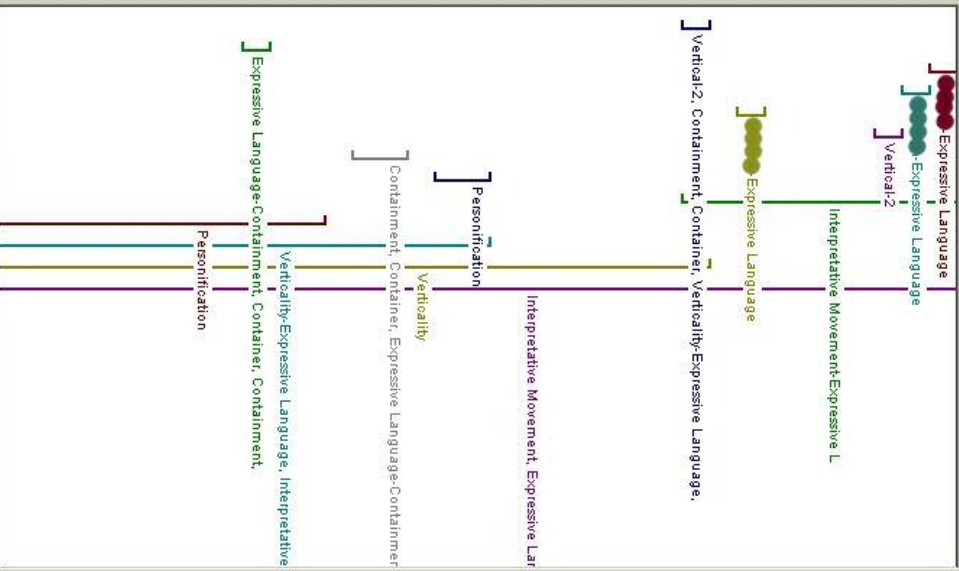 Personification
Expressive Language-Containment, Container, Containment,
Verticality-Expressive Language, Interpretative
Containment, Container, Expressive Language-Containmer
Verticality
Personification
Interpretative Movement, Expressive Lar
Vertical-2, Containment, Container, Verticality-Expressive Language,
-Expressive Language
Interpretative Movement-Expressive L
Vertical-2
-Expressive Language
-Expressive Language